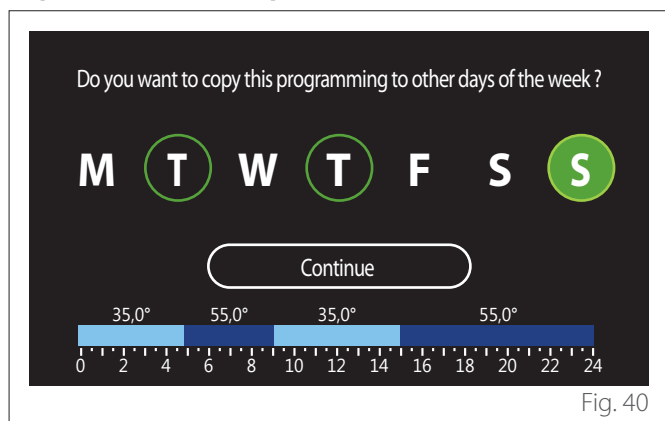 Do you want to copy this programming to other days of the week ?
M T W T F S S
Continue
35,0° 55,0° 35,0° 55,0°
0 2 4 6 8 10 12 14 16 18 20 22 24
Fig. 40